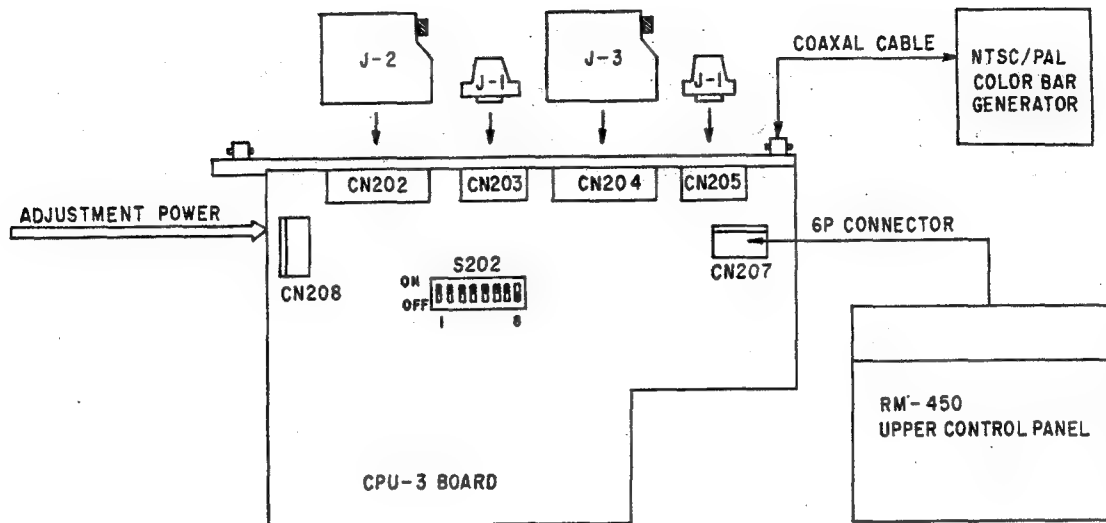 J-2
J-1
J-3
J-1
COAXAL CABLE
NTSC/PAL
COLOR BAR
GENERATOR
CN202
CN203
CN204
CN205
ADJUSTMENT POWER
6P CONNECTOR
CN208
S202
ON
OFF
1
8
CN207
RM-450
UPPER CONTROL PANEL
CPU-3 BOARD